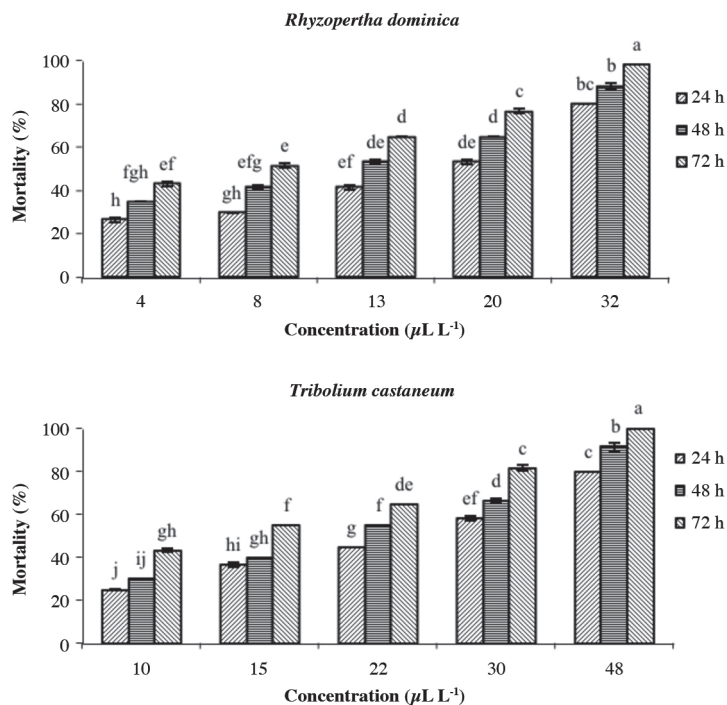 Rhyzopertha dominica
100
80
60
40
20
0
Mortality (%)
h fgh ef
gh efg e
ef de d
de d c
bc b a
24 h
48 h
72 h
4 8 13 20 32
Concentration (µL L-1)
Tribolium castaneum
100
80
60
40
20
0
Mortality (%)
j ij gh
hi gh f
g f de
ef d c
c b a
24 h
48 h
72 h
10 15 22 30 48
Concentration (µL L-1)